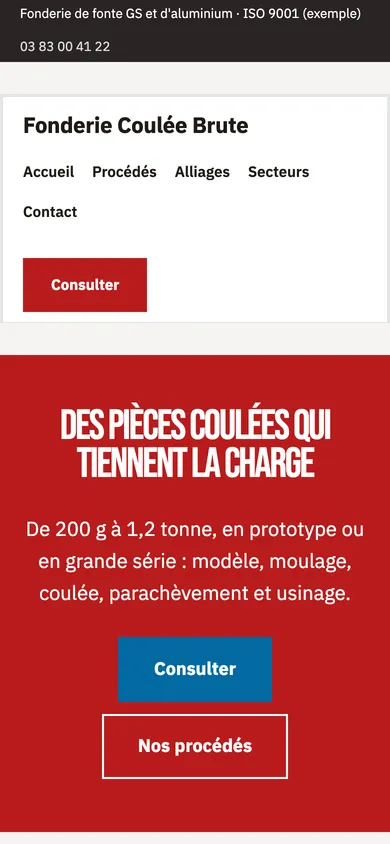 Fonderie de fonte GS et d'aluminium · ISO 9001 (exemple)
03 83 00 41 22
Fonderie Coulée Brute
Accueil Procédés Alliages Secteurs
Contact
Consulter
DES PIÈCES COULÉES QUI
TIENNENT LA CHARGE
De 200 g à 1,2 tonne, en prototype ou
en grande série : modèle, moulage,
coulée, parachèvement et usinage.
Consulter
Nos procédés